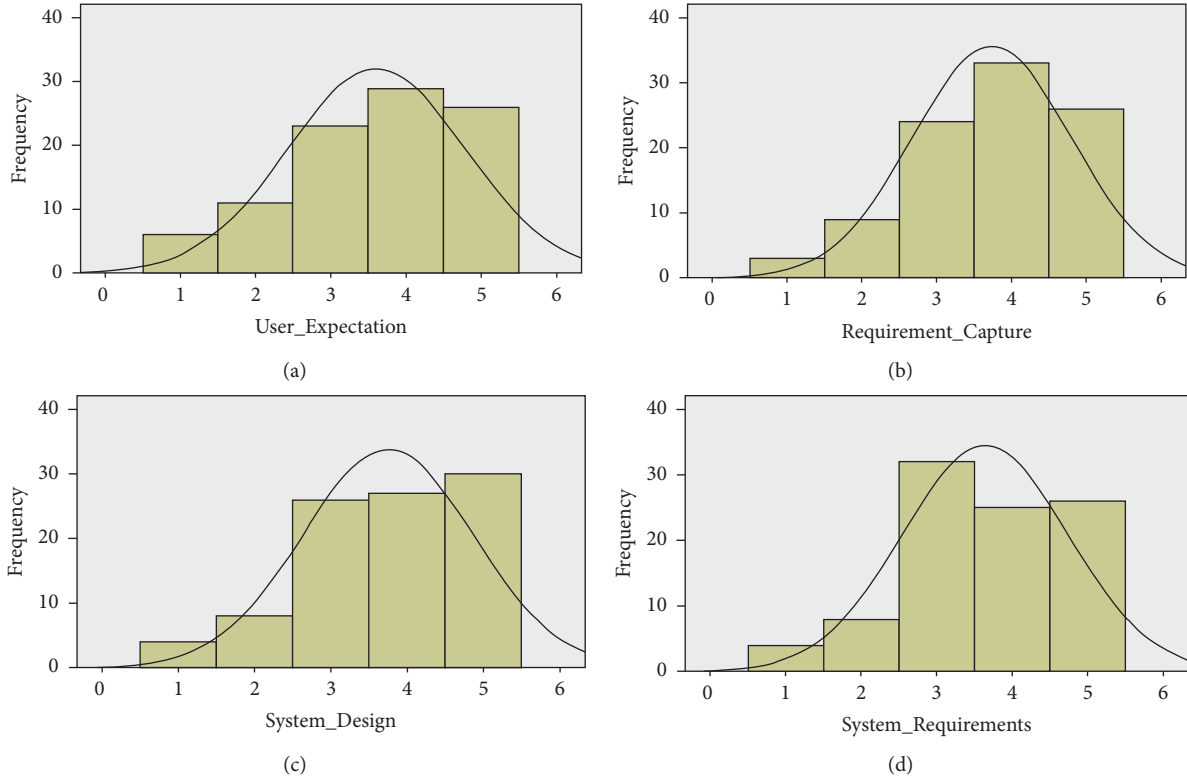 40
30
20
10
0
Frequency
0 1 2 3 4 5 6
User_Expectation
(a)
40
30
20
10
0
Frequency
0 1 2 3 4 5 6
Requirement_Capture
(b)
40
30
20
10
0
Frequency
0 1 2 3 4 5 6
System_Design
(c)
40
30
20
10
0
Frequency
0 1 2 3 4 5 6
System_Requirements
(d)